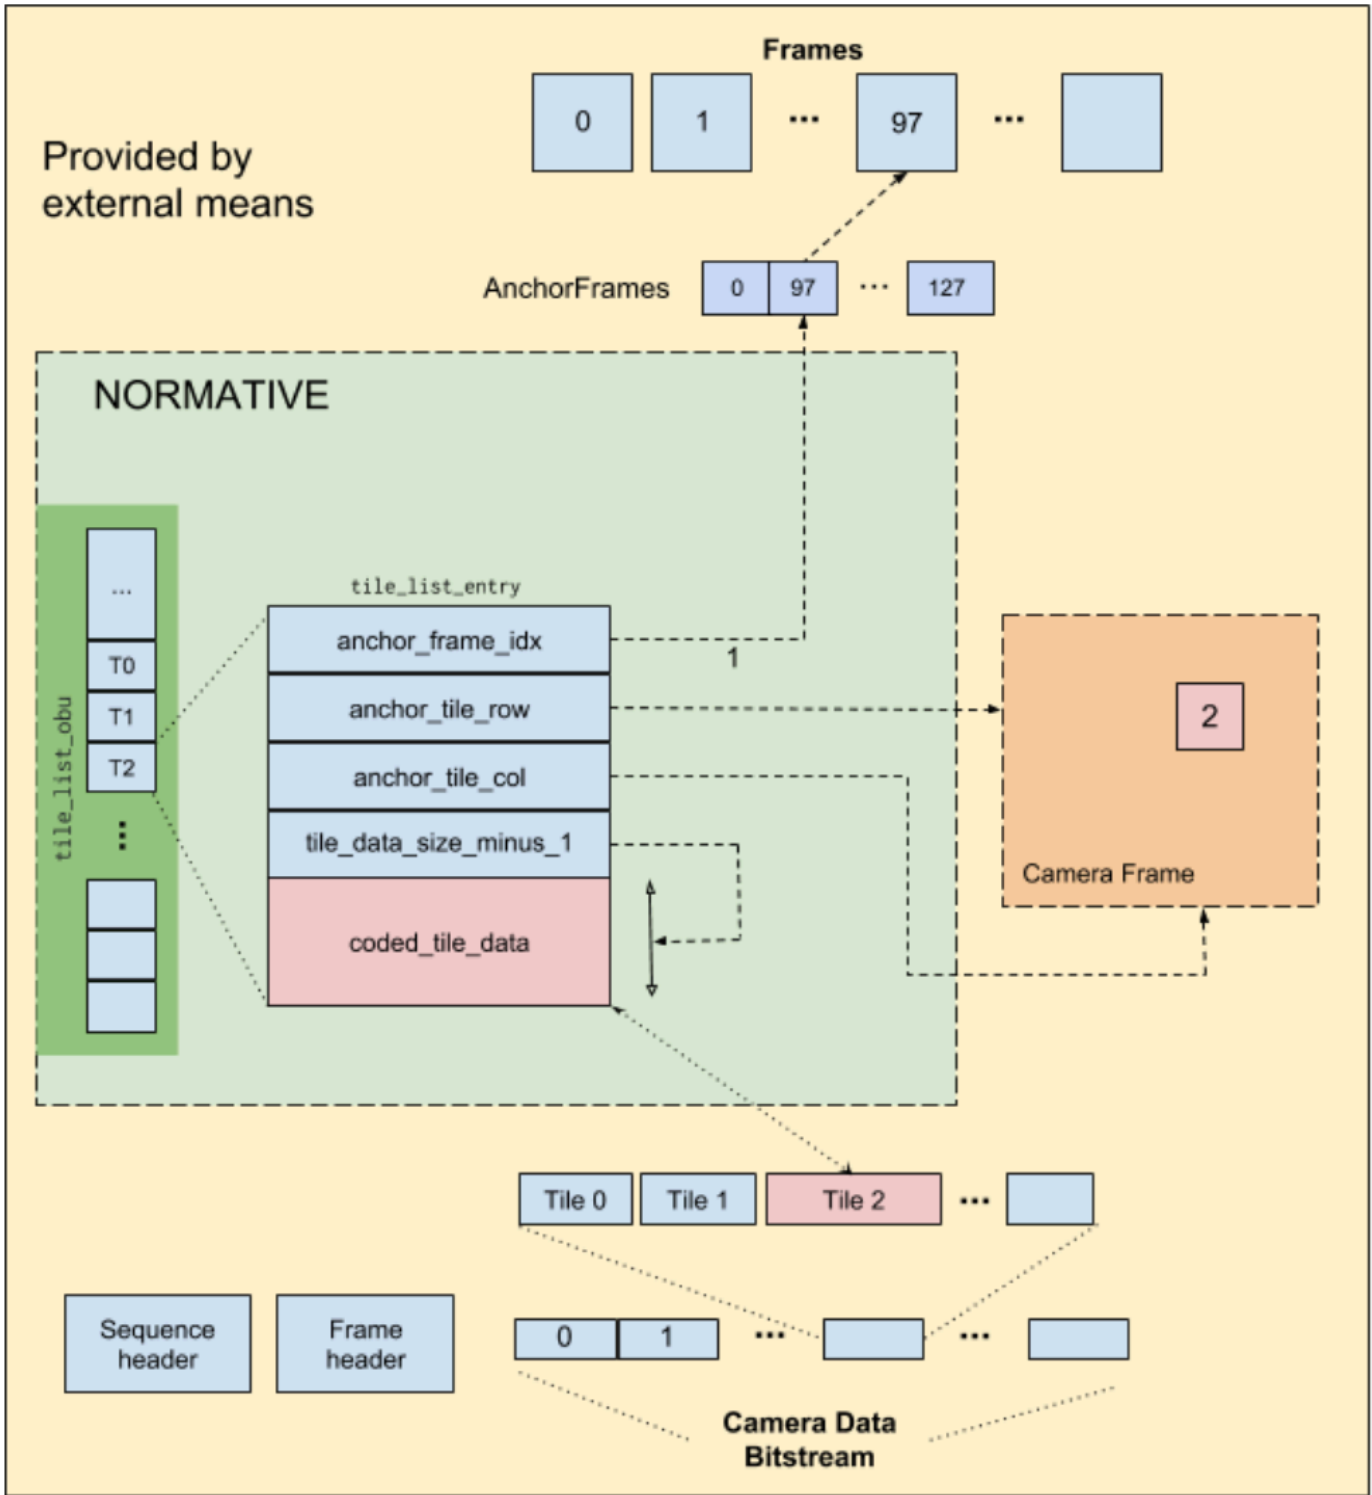 Frames
0 1 ... 97 ...
Provided by
external means
AnchorFrames 0 97 ... 127
NORMATIVE
...
T0
T1
T2
...
tile_list_obu
tile_list_entry
anchor_frame_idx
1
anchor_tile_row
anchor_tile_col
tile_data_size_minus_1
coded_tile_data
2
Camera Frame
Tile 0 Tile 1 Tile 2 ...
Sequence
header
Frame
header
0 1 ... ...
Camera Data
Bitstream